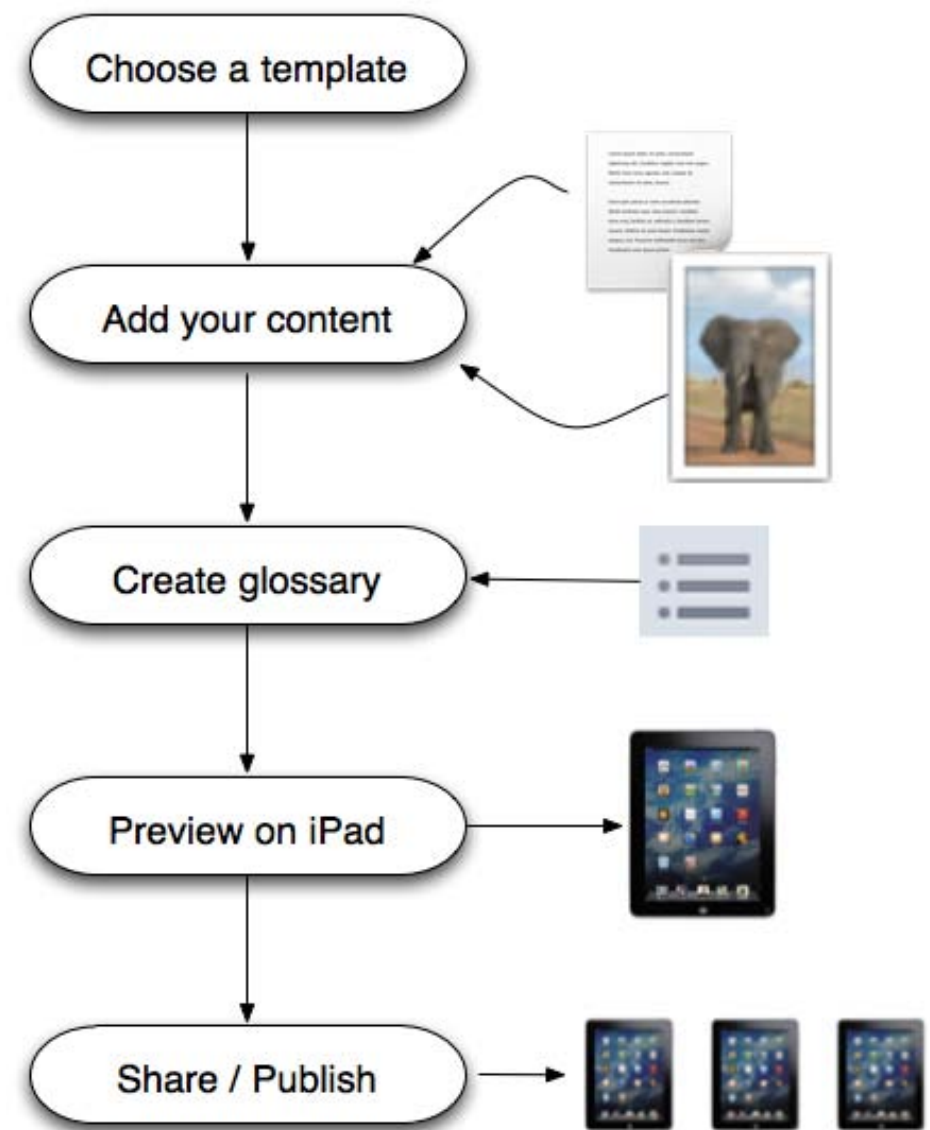 Choose a template
Add your content
Create glossary
Preview on iPad
Share / Publish